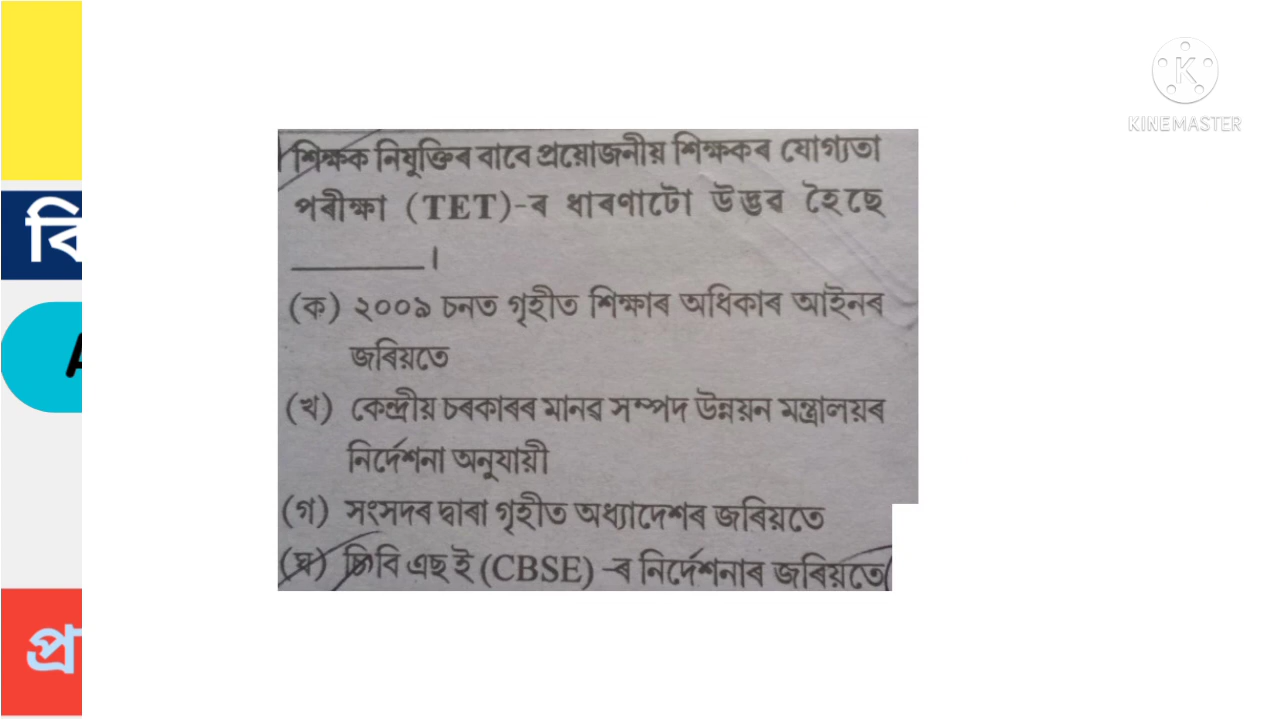 শিক্ষক নিযুক্তিৰ বাবে প্ৰয়োজনীয় শিক্ষকৰ যোগ্যতা
পৰীক্ষা (TET)-ৰ ধাৰণাটো উদ্ভৱ হৈছে
________ ।
(ক) ২০০৯ চনত গৃহীত শিক্ষাৰ অধিকাৰ আইনৰ
জৰিয়তে
(খ) কেন্দ্ৰীয় চৰকাৰৰ মানৱ সম্পদ উন্নয়ন মন্ত্ৰালয়ৰ
নিৰ্দেশনা অনুযায়ী
(গ) সংসদৰ দ্বাৰা গৃহীত অধ্যাদেশৰ জৰিয়তে
(ঘ) ছিবি এছ ই (CBSE) -ৰ নিৰ্দেশনাৰ জৰিয়তে
বি
A
প্ৰ
KINEMASTER